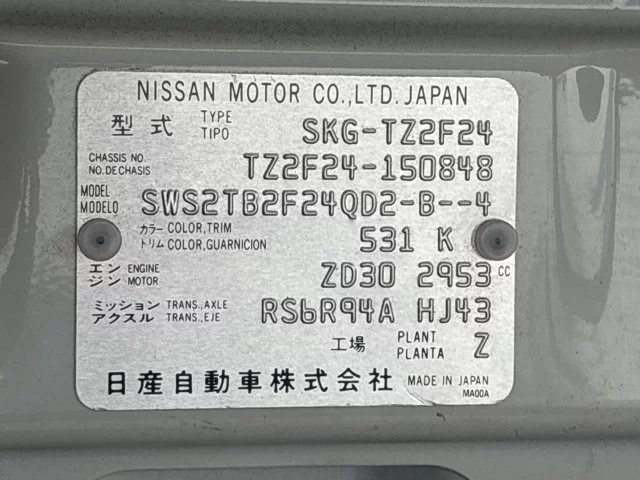 NISSAN MOTOR CO.,LTD. JAPAN
型式 TYPE TIPO SKG-TZ2F24
CHASSIS NO. NO.DECHASIS TZ2F24-150848
MODEL MODELO SWS2TB2F24QD2-B--4
カラー COLOR,TRIM
トリム COLOR,GUARNICION 531 K
エンジン ENGINE MOTOR ZD30 2953 CC
ミッション TRANS.,AXLE
アクスル TRANS.,EJE RS6R94A HJ43
工場 PLANT PLANTA Z
日産自動車株式会社 MADE IN JAPAN
MA00A